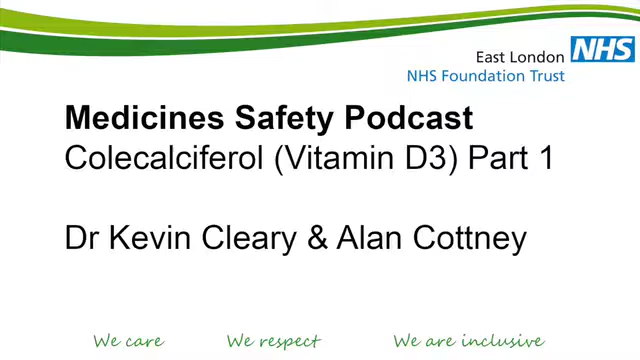 East London NHS
NHS Foundation Trust
Medicines Safety Podcast
Colecalciferol (Vitamin D3) Part 1
Dr Kevin Cleary & Alan Cottney
We care We respect We are inclusive